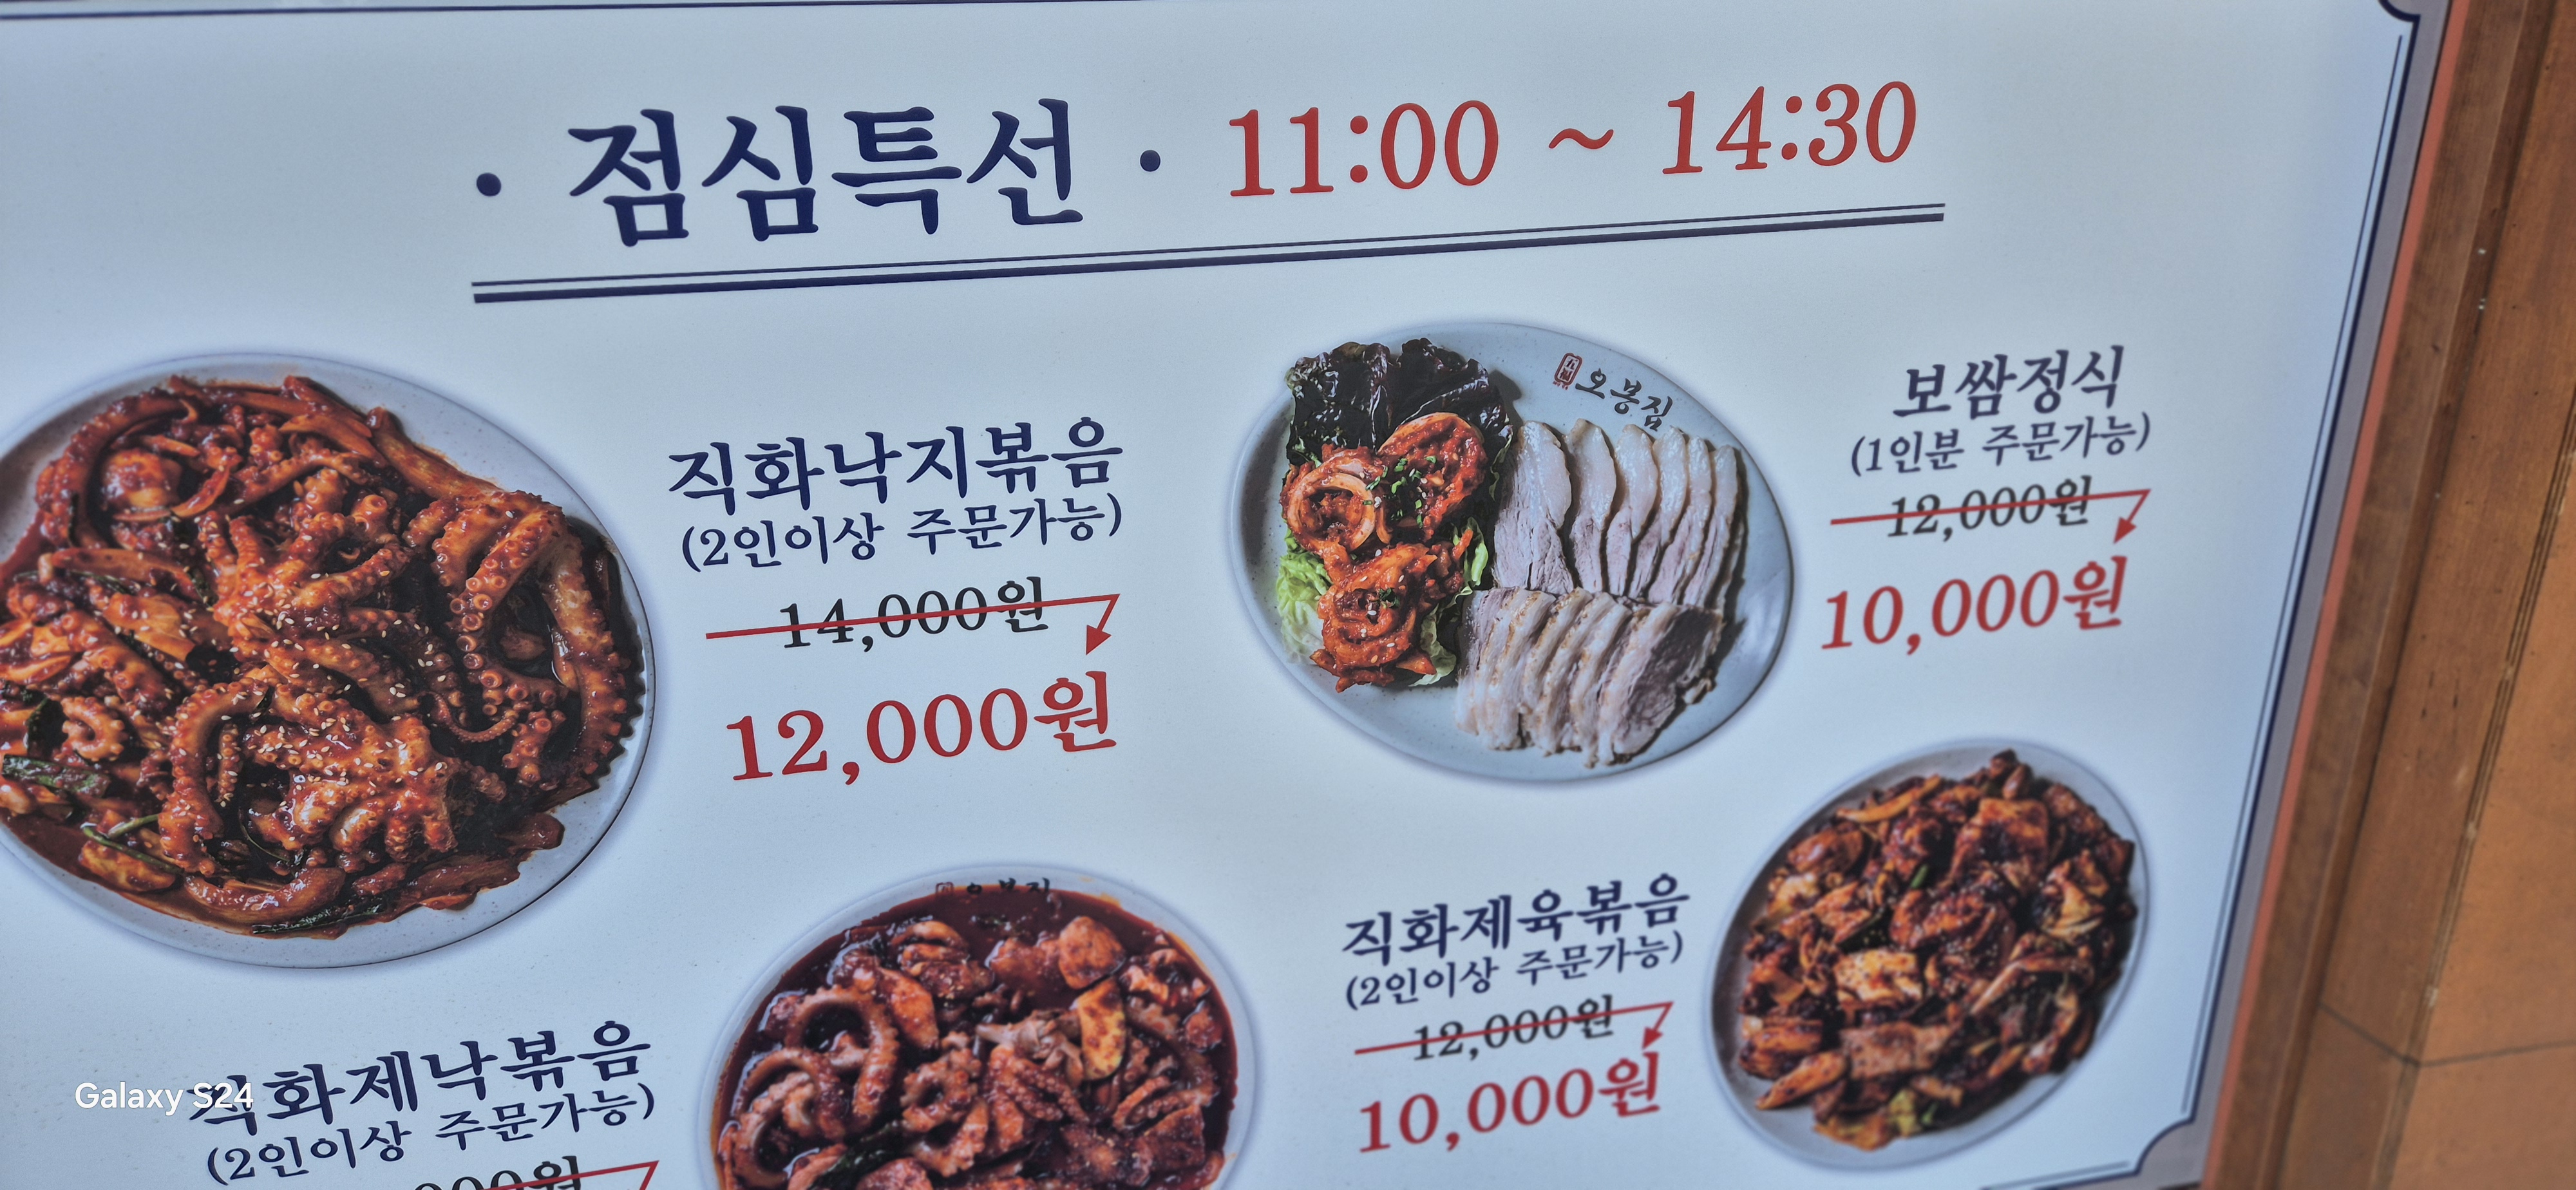 · 점심특선 · 11:00 ~ 14:30
직화낙지볶음
(2인이상 주문가능)
14,000원
12,000원
오봉집
보쌈정식
(1인분 주문가능)
12,000원
10,000원
직화제낙볶음
(2인이상 주문가능)
오봉집
직화제육볶음
(2인이상 주문가능)
12,000원
10,000원
Galaxy S24